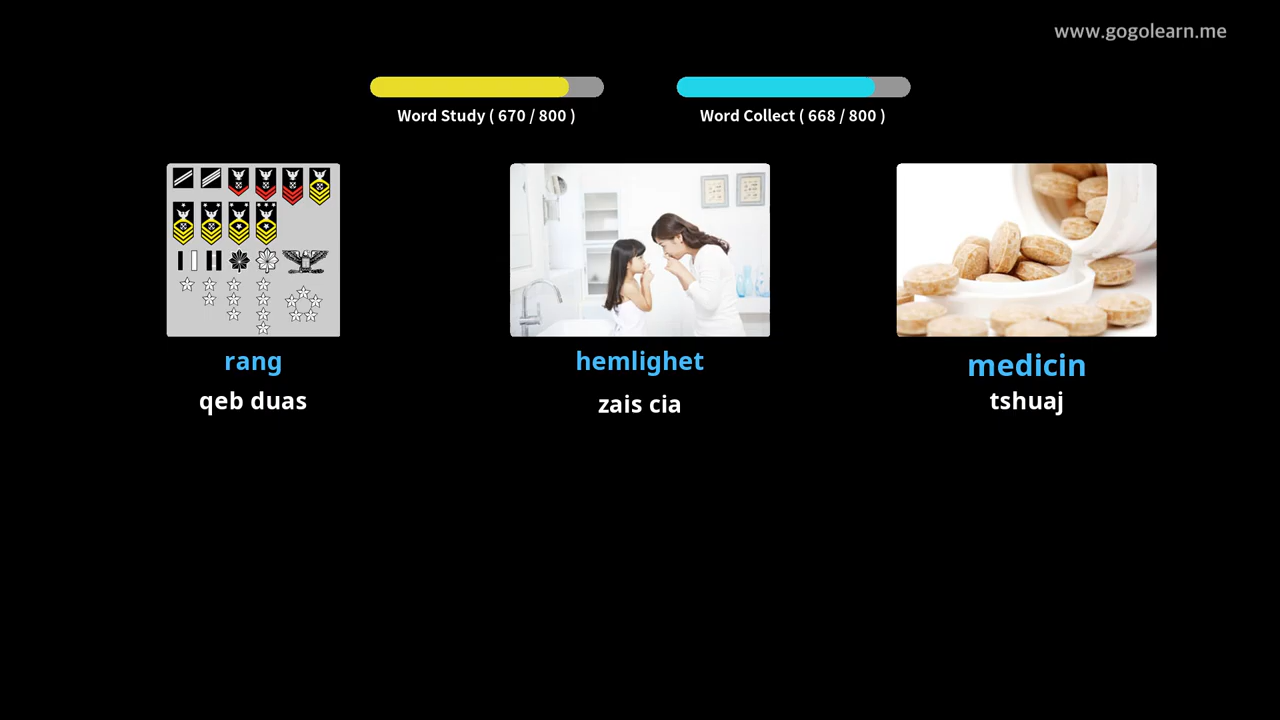 www.gogolearn.me
Word Study ( 670 / 800 )
Word Collect ( 668 / 800 )
rang
qeb duas
hemlighet
zais cia
medicin
tshuaj